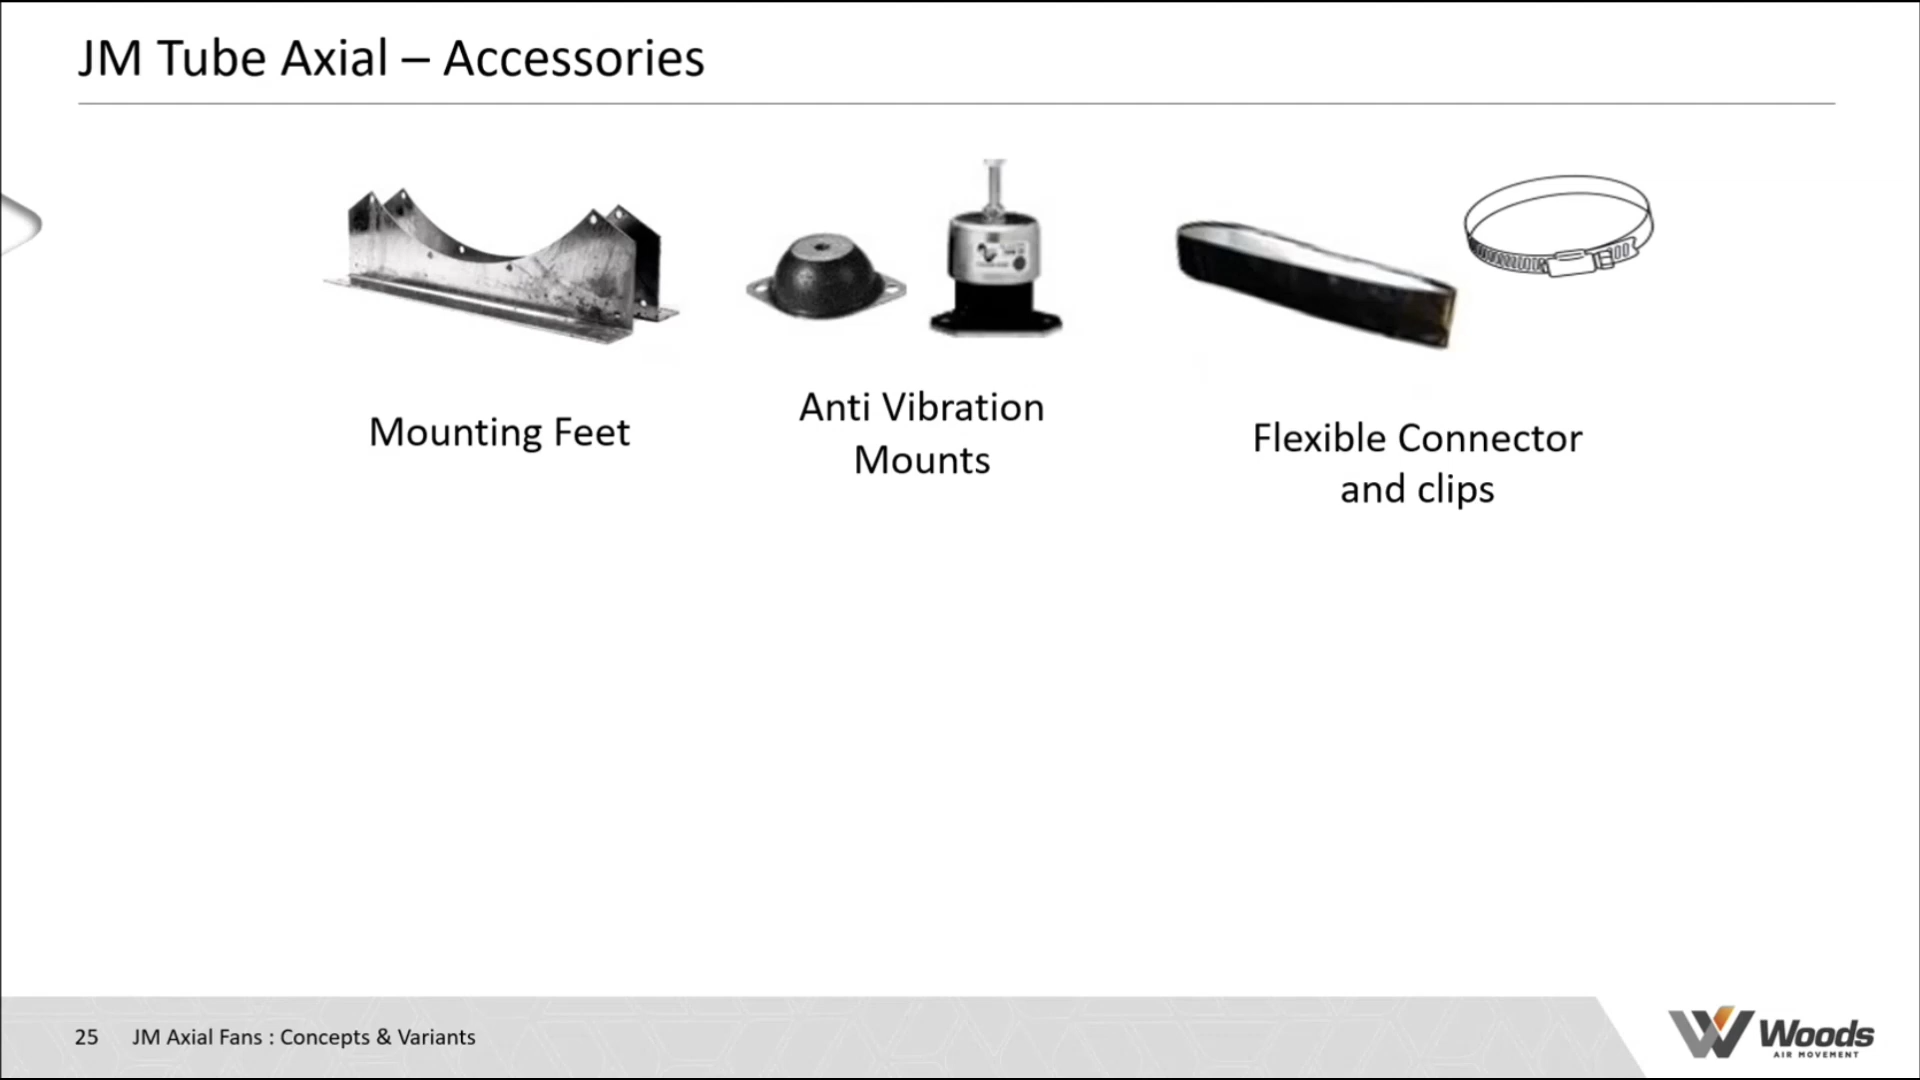 JM Tube Axial – Accessories
Mounting Feet
Anti Vibration
Mounts
Flexible Connector
and clips
25 JM Axial Fans : Concepts & Variants
Woods
AIR MOVEMENT